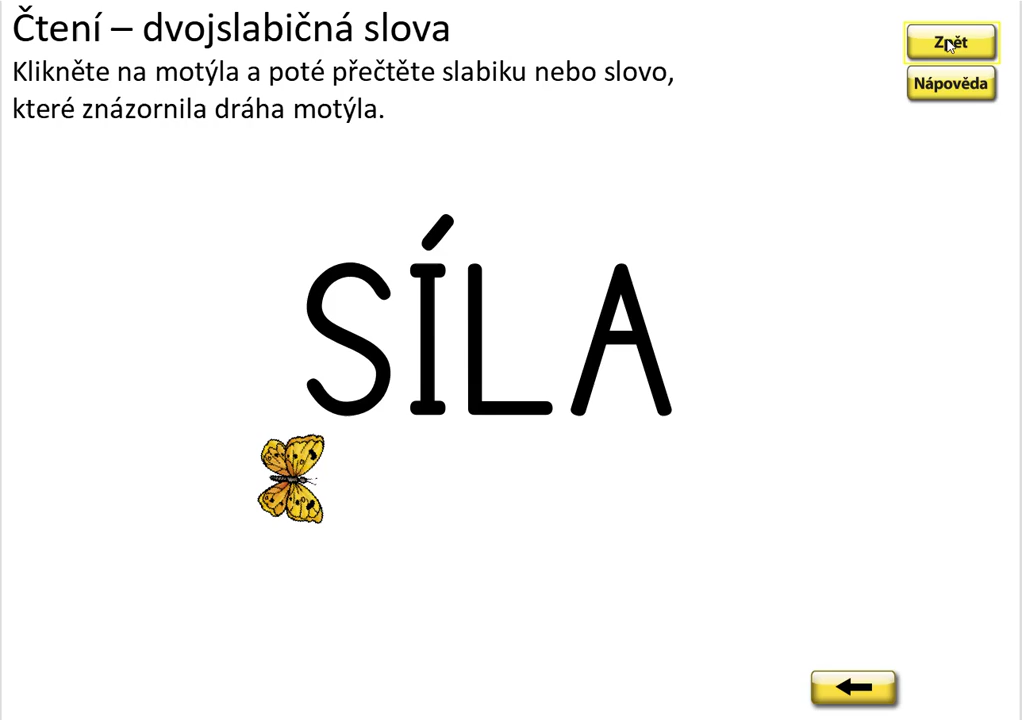 Čtení – dvojslabičná slova
Klikněte na motýla a poté přečtěte slabiku nebo slovo,
které znázornila dráha motýla.
Zpět
Nápověda
SÍLA